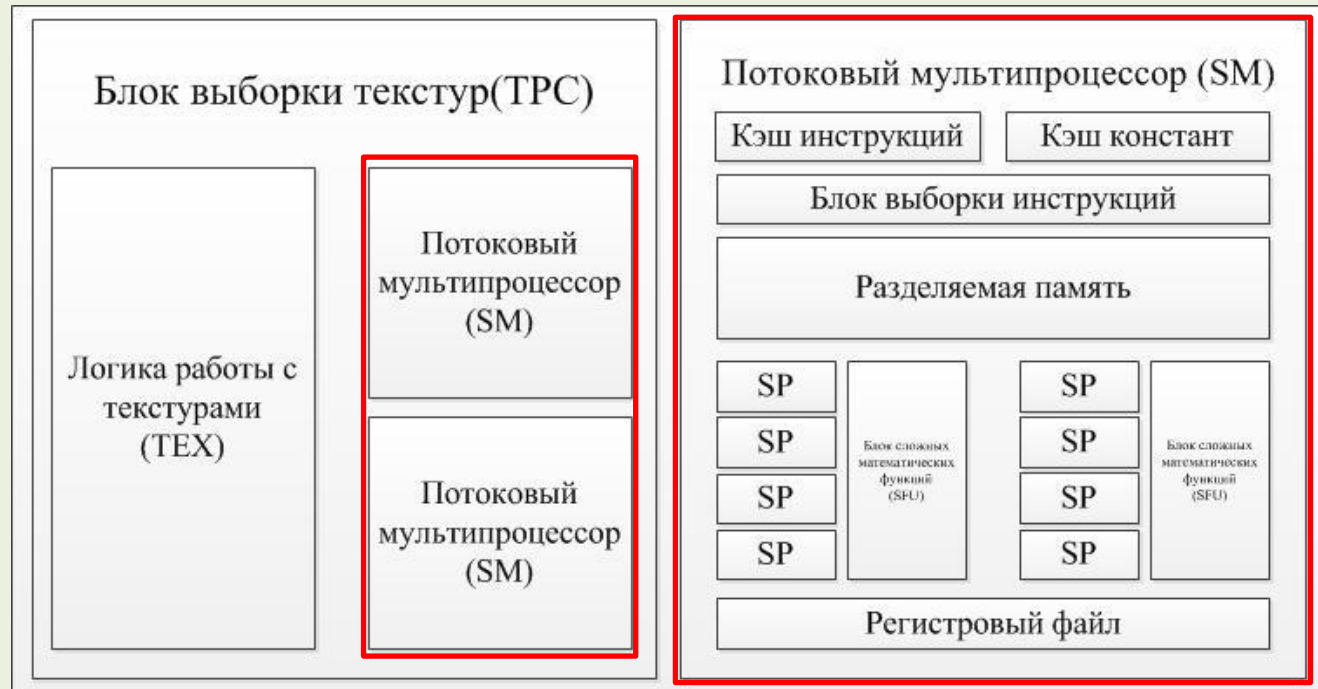 Блок выборки текстур(TPC)
Логика работы с
текстурами
(TEX)
Потоковый
мультипроцессор
(SM)
Потоковый
мультипроцессор
(SM)
Потоковый мультипроцессор (SM)
Кэш инструкций
Кэш констант
Блок выборки инструкций
Разделяемая память
SP
SP
SP
SP
Блок сложных
математических
функций
(SFU)
SP
SP
SP
SP
Блок сложных
математических
функций
(SFU)
Регистровый файл